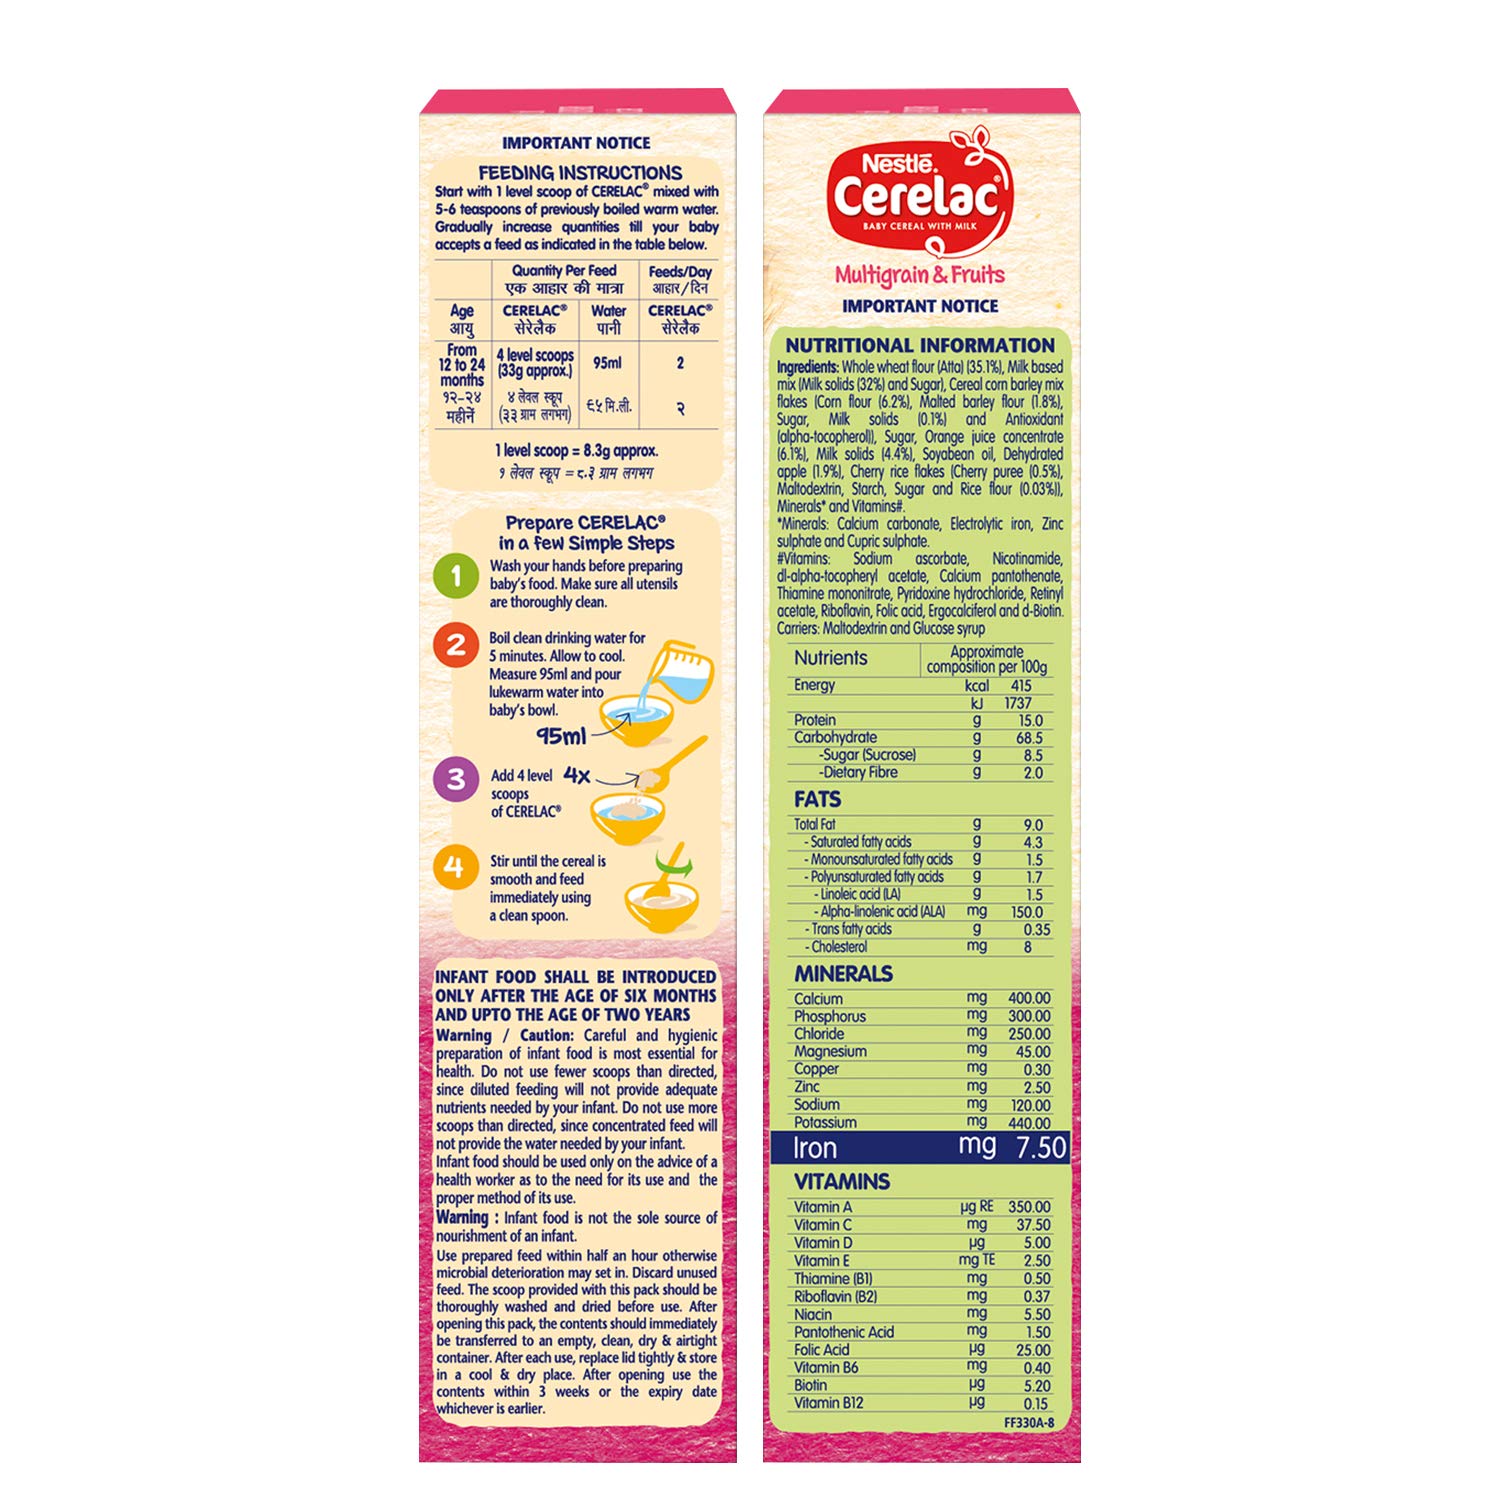 IMPORTANT NOTICE
FEEDING INSTRUCTIONS
Start with 1 level scoop of CERELAC® mixed with
5-6 teaspoons of previously boiled warm water.
Gradually increase quantities till your baby
accepts a feed as indicated in the table below.
Quantity Per Feed Feeds/Day
एक आहार की मात्रा आहार/दिन
Age CERELAC® Water CERELAC®
आयु सेरेलैक पानी सेरेलैक
From
12 to 24
months
4 level scoops
(33g approx.)
95ml 2
१२-२४
महीनें
४ लेवल स्कूप
(३३ ग्राम लगभग)
९५ मि.ली. २
1 level scoop = 8.3g approx.
१ लेवल स्कूप = ८.३ ग्राम लगभग
Prepare CERELAC®
in a few Simple Steps
1
Wash your hands before preparing
baby's food. Make sure all utensils
are thoroughly clean.
2
Boil clean drinking water for
5 minutes. Allow to cool.
Measure 95ml and pour
lukewarm water into
baby's bowl.
95ml
3
Add 4 level 4x
scoops
of CERELAC®
4
Stir until the cereal is
smooth and feed
immediately using
a clean spoon.
INFANT FOOD SHALL BE INTRODUCED
ONLY AFTER THE AGE OF SIX MONTHS
AND UPTO THE AGE OF TWO YEARS
Warning / Caution: Careful and hygienic
preparation of infant food is most essential for
health. Do not use fewer scoops than directed,
since diluted feeding will not provide adequate
nutrients needed by your infant. Do not use more
scoops than directed, since concentrated feed will
not provide the water needed by your infant.
Infant food should be used only on the advice of a
health worker as to the need for its use and the
proper method of its use.
Warning : Infant food is not the sole source of
nourishment of an infant.
Use prepared feed within half an hour otherwise
microbial deterioration may set in. Discard unused
feed. The scoop provided with this pack should be
thoroughly washed and dried before use. After
opening this pack, the contents should immediately
be transferred to an empty, clean, dry & airtight
container. After each use, replace lid tightly & store
in a cool & dry place. After opening use the
contents within 3 weeks or the expiry date
whichever is earlier.
Nestlé.
Cerelac®
BABY CEREAL WITH MILK
Multigrain & Fruits
IMPORTANT NOTICE
NUTRITIONAL INFORMATION
Ingredients: Whole wheat flour (Atta) (35.1%), Milk based
mix (Milk solids (32%) and Sugar), Cereal corn barley mix
flakes (Corn flour (6.2%), Malted barley flour (1.8%),
Sugar, Milk solids (0.1%) and Antioxidant
(alpha-tocopherol)), Sugar, Orange juice concentrate
(6.1%), Milk solids (4.4%), Soyabean oil, Dehydrated
apple (1.9%), Cherry rice flakes (Cherry puree (0.5%),
Maltodextrin, Starch, Sugar and Rice flour (0.03%)),
Minerals* and Vitamins#.
*Minerals: Calcium carbonate, Electrolytic iron, Zinc
sulphate and Cupric sulphate.
#Vitamins: Sodium ascorbate, Nicotinamide,
dl-alpha-tocopheryl acetate, Calcium pantothenate,
Thiamine mononitrate, Pyridoxine hydrochloride, Retinyl
acetate, Riboflavin, Folic acid, Ergocalciferol and d-Biotin.
Carriers: Maltodextrin and Glucose syrup
Nutrients Approximate
composition per 100g
Energy kcal 415
kJ 1737
Protein g 15.0
Carbohydrate g 68.5
-Sugar (Sucrose) g 8.5
-Dietary Fibre g 2.0
FATS
Total Fat g 9.0
- Saturated fatty acids g 4.3
- Monounsaturated fatty acids g 1.5
- Polyunsaturated fatty acids g 1.7
- Linoleic acid (LA) g 1.5
- Alpha-linolenic acid (ALA) mg 150.0
- Trans fatty acids g 0.35
- Cholesterol mg 8
MINERALS
Calcium mg 400.00
Phosphorus mg 300.00
Chloride mg 250.00
Magnesium mg 45.00
Copper mg 0.30
Zinc mg 2.50
Sodium mg 120.00
Potassium mg 440.00
Iron mg 7.50
VITAMINS
Vitamin A µg RE 350.00
Vitamin C mg 37.50
Vitamin D µg 5.00
Vitamin E mg TE 2.50
Thiamine (B1) mg 0.50
Riboflavin (B2) mg 0.37
Niacin mg 5.50
Pantothenic Acid mg 1.50
Folic Acid µg 25.00
Vitamin B6 mg 0.40
Biotin µg 5.20
Vitamin B12 µg 0.15
FF330A-8